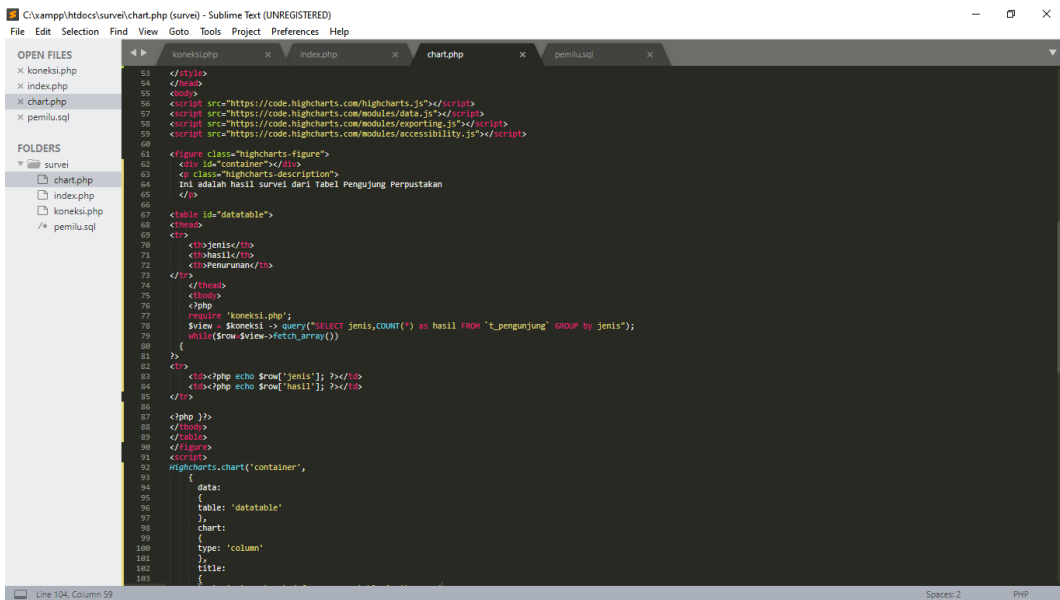 C:\xampp\htdocs\survei\chart.php (survei) - Sublime Text (UNREGISTERED)
File Edit Selection Find View Goto Tools Project Preferences Help
OPEN FILES
koneksi.php
index.php
chart.php
pemilu.sql
FOLDERS
survei
chart.php
index.php
koneksi.php
/* pemilu.sql
koneksi.php × index.php × chart.php × pemilu.sql ×
53 </style>
54 </head>
55 <body>
56 <script src="https://code.highcharts.com/highcharts.js"></script>
57 <script src="https://code.highcharts.com/modules/data.js"></script>
58 <script src="https://code.highcharts.com/modules/exporting.js"></script>
59 <script src="https://code.highcharts.com/modules/accessibility.js"></script>
60
61 <figure class="highcharts-figure">
62 <div id="container"></div>
63 <p class="highcharts-description">
64 Ini adalah hasil survei dari Tabel Pengujung Perpustakan
65 </p>
66
67 <table id="datatable">
68 <thead>
69 <tr>
70 <th>jenis</th>
71 <th>hasil</th>
72 <th>Penurunan</th>
73 </tr>
74 </thead>
75 <tbody>
76 <?php
77 require 'koneksi.php';
78 $view = $koneksi -> query("SELECT jenis,COUNT(*) as hasil FROM `t_pengunjung` GROUP by jenis");
79 while($row=$view->fetch_array())
80 {
81 ?>
82 <tr>
83 <td><?php echo $row['jenis']; ?></td>
84 <td><?php echo $row['hasil']; ?></td>
85 </tr>
86
87 <?php }?>
88 </tbody>
89 </table>
90 </figure>
91 <script>
92 Highcharts.chart('container',
93 {
94 data:
95 {
96 table: 'datatable'
97 },
98 chart:
99 {
100 type: 'column'
101 },
102 title:
103 {
Line 104, Column 59
Spaces: 2
PHP